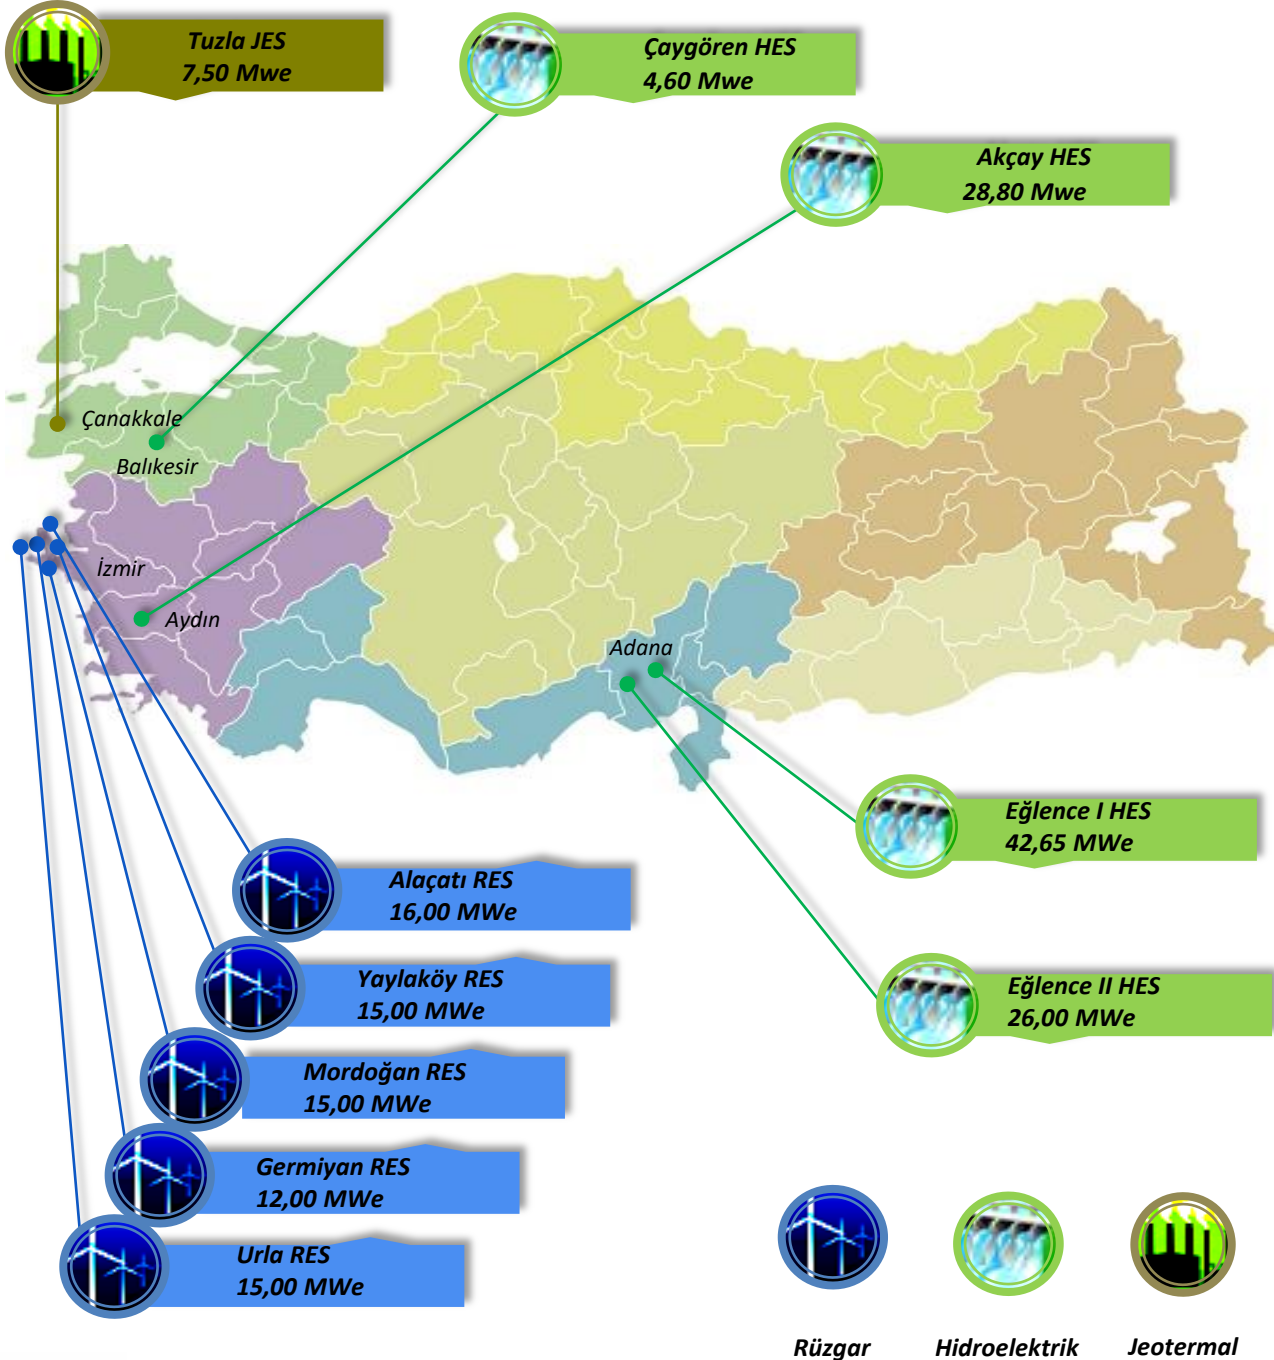 Tuzla JES
7,50 Mwe
Çaygören HES
4,60 Mwe
Akçay HES
28,80 Mwe
Çanakkale
Balıkesir
İzmir
Aydın
Adana
Eğlence I HES
42,65 MWe
Alaçatı RES
16,00 MWe
Yaylaköy RES
15,00 MWe
Eğlence II HES
26,00 MWe
Mordoğan RES
15,00 MWe
Germiyan RES
12,00 MWe
Urla RES
15,00 MWe
Rüzgar
Hidroelektrik
Jeotermal